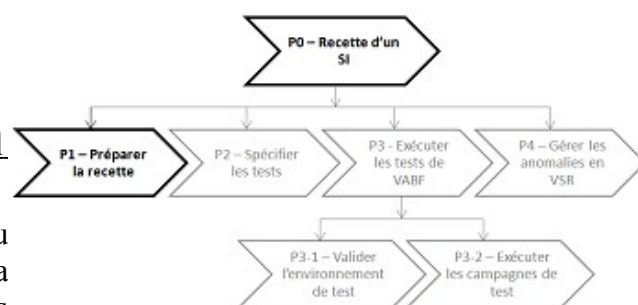 P0 – Recette d'un
SI
P1 – Préparer
la recette
P2 – Spécifier
les tests
P3 - Exécuter
les tests de
VABF
P4 – Gérer les
anomalies en
VSR
P3-1 – Valider
l'environnement
de test
P3-2 – Exécuter
les campagnes de
test